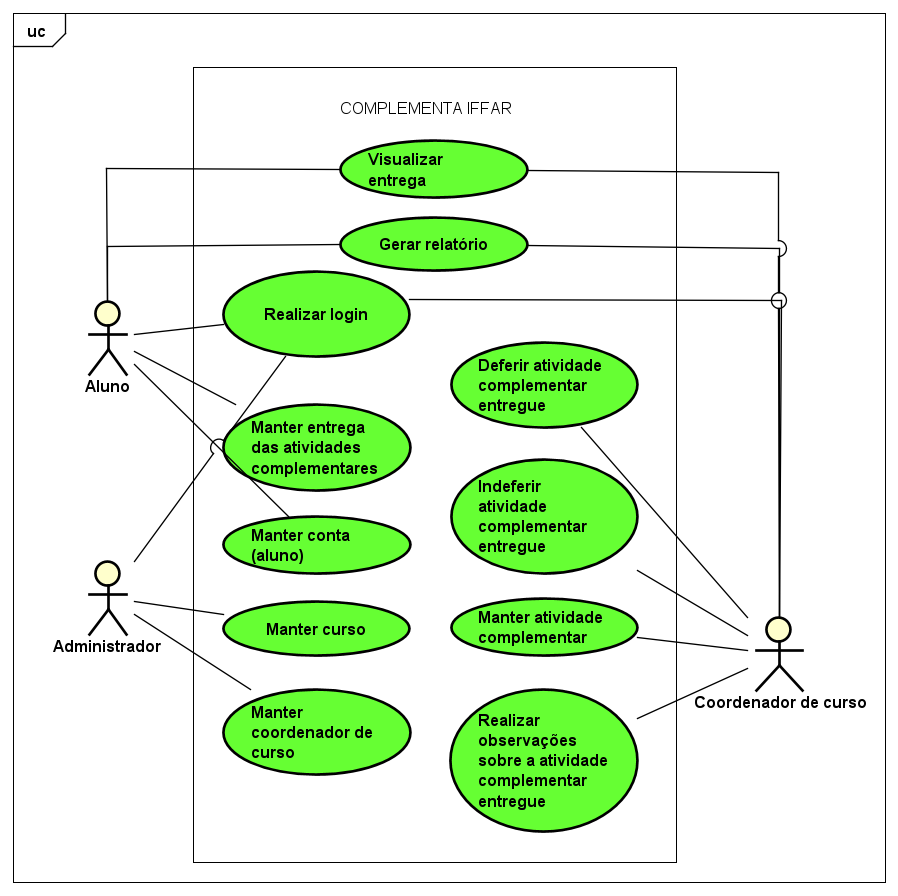 uc
COMPLEMENTA IFFAR
Visualizar
entrega
Gerar relatório
Realizar login
Aluno
Deferir atividade
complementar
entregue
Manter entrega
das atividades
complementares
Indeferir
atividade
complementar
entregue
Manter conta
(aluno)
Administrador
Manter curso
Manter atividade
complementar
Coordenador de curso
Manter
coordenador de
curso
Realizar
observações
sobre a atividade
complementar
entregue